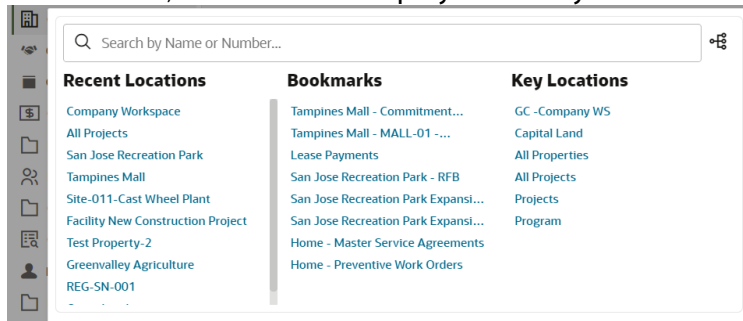 Search by Name or Number...
Recent Locations
Company Workspace
All Projects
San Jose Recreation Park
Tampines Mall
Site-011-Cast Wheel Plant
Facility New Construction Project
Test Property-2
Greenvalley Agriculture
REG-SN-001
Bookmarks
Tampines Mall - Commitment...
Tampines Mall - MALL-01 -...
Lease Payments
San Jose Recreation Park - RFB
San Jose Recreation Park Expansi...
San Jose Recreation Park Expansi...
Home - Master Service Agreements
Home - Preventive Work Orders
Key Locations
GC -Company WS
Capital Land
All Properties
All Projects
Projects
Program